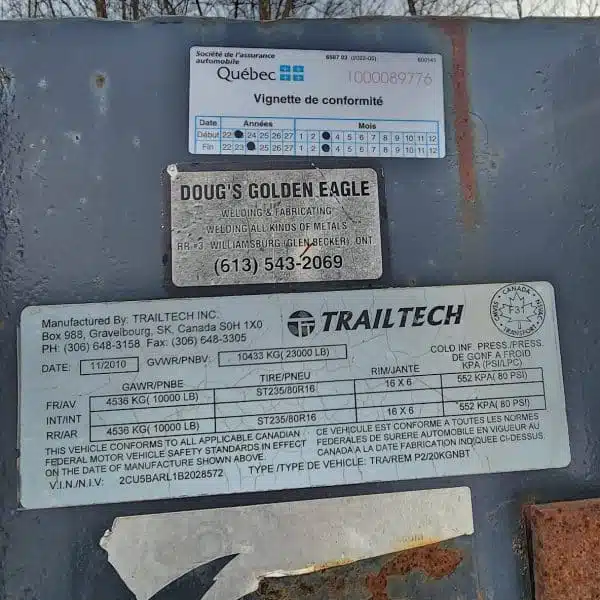 Société de l'assurance
automobile
Québec
6587 03 (2022-05)
1000089776
Vignette de conformité
Date Années Mois
Début 22 24 25 26 27 1 2 4 5 6 7 8 9 10 11 12
Fin 22 23 25 26 27 1 2 4 5 6 7 8 9 10 11 12
DOUG'S GOLDEN EAGLE
WELDING & FABRICATING
WELDING ALL KINDS OF METALS
RR #3, WILLIAMSBURG (GLEN BECKER) ONT
(613) 543-2069
Manufactured By: TRAILTECH INC.
Box 988, Gravelbourg, SK, Canada S0H 1X0
PH: (306) 648-3158 Fax: (306) 648-3305
TRAILTECH
CANADA
F31
TRANSPORT
DATE: 11/2010 GVWR/PNBV: 10433 KG( 23000 LB)
COLD INF. PRESS./PRESS.
DE GONF A FROID
KPA (PSI/LPC)
GAWR/PNBE TIRE/PNEU RIM/JANTE
FR/AV 4536 KG( 10000 LB) ST235/80R16 16 X 6 552 KPA( 80 PSI)
INT/INT
RR/AR 4536 KG( 10000 LB) ST235/80R16 16 X 6 552 KPA( 80 PSI)
THIS VEHICLE CONFORMS TO ALL APPLICABLE CANADIAN
FEDERAL MOTOR VEHICLE SAFETY STANDARDS IN EFFECT
ON THE DATE OF MANUFACTURE SHOWN ABOVE.
CE VEHICULE EST CONFORME A TOUTES LES NORMES
FEDERALES DE SURERE AUTOMOBILE EN VIGUEUR AU
CANADA A LA DATE FABRICATION INDIQUEE CI-DESSUS.
V.I.N./N.I.V: 2CU5BARL1B2028572 TYPE /TYPE DE VEHICLE: TRA/REM P2/20KGNBT